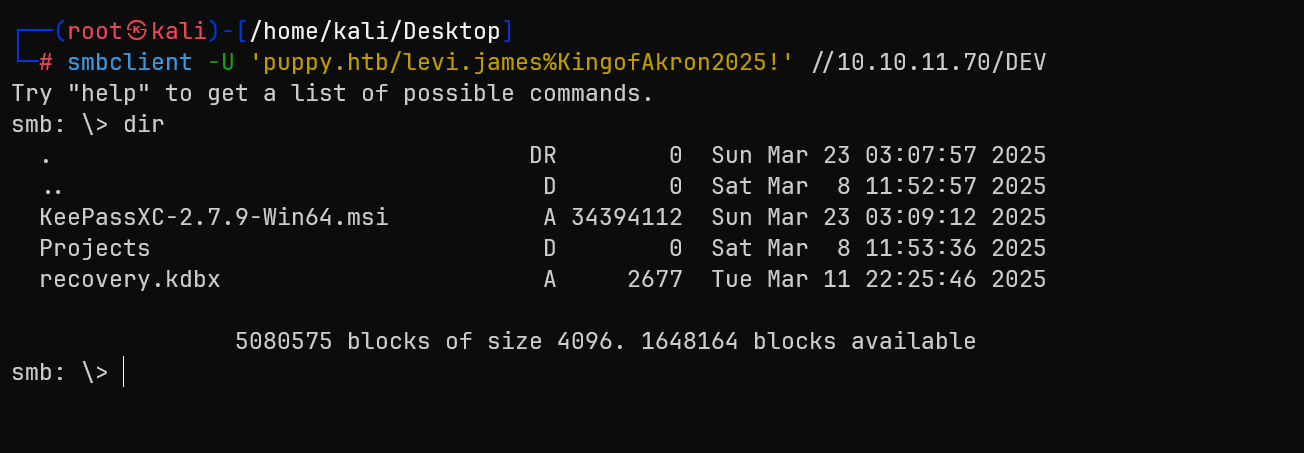 ┌──(root㉿kali)-[/home/kali/Desktop]
└─# smbclient -U 'puppy.htb/levi.james%KingofAkron2025!' //10.10.11.70/DEV
Try "help" to get a list of possible commands.
smb: \> dir
  .                                  DR        0  Sun Mar 23 03:07:57 2025
  ..                                  D        0  Sat Mar  8 11:52:57 2025
  KeePassXC-2.7.9-Win64.msi           A 34394112  Sun Mar 23 03:09:12 2025
  Projects                            D        0  Sat Mar  8 11:53:36 2025
  recovery.kdbx                       A     2677  Tue Mar 11 22:25:46 2025
                5080575 blocks of size 4096. 1648164 blocks available
smb: \>